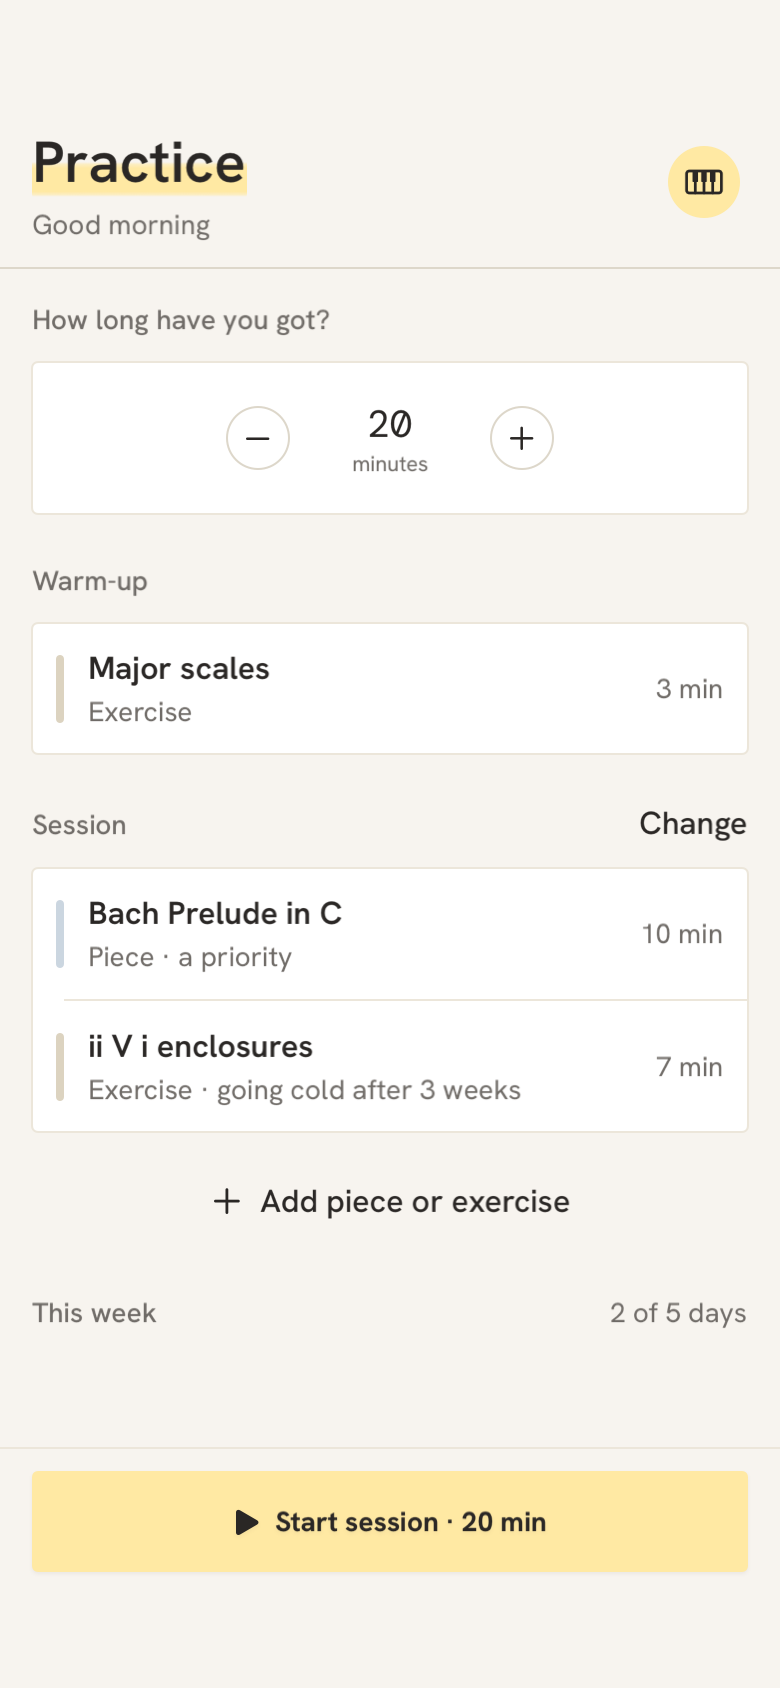 Practice
Good morning
How long have you got?
20
minutes
Warm-up
Major scales
Exercise
3 min
Session
Change
Bach Prelude in C
Piece · a priority
10 min
ii V i enclosures
Exercise · going cold after 3 weeks
7 min
Add piece or exercise
This week
2 of 5 days
Start session · 20 min